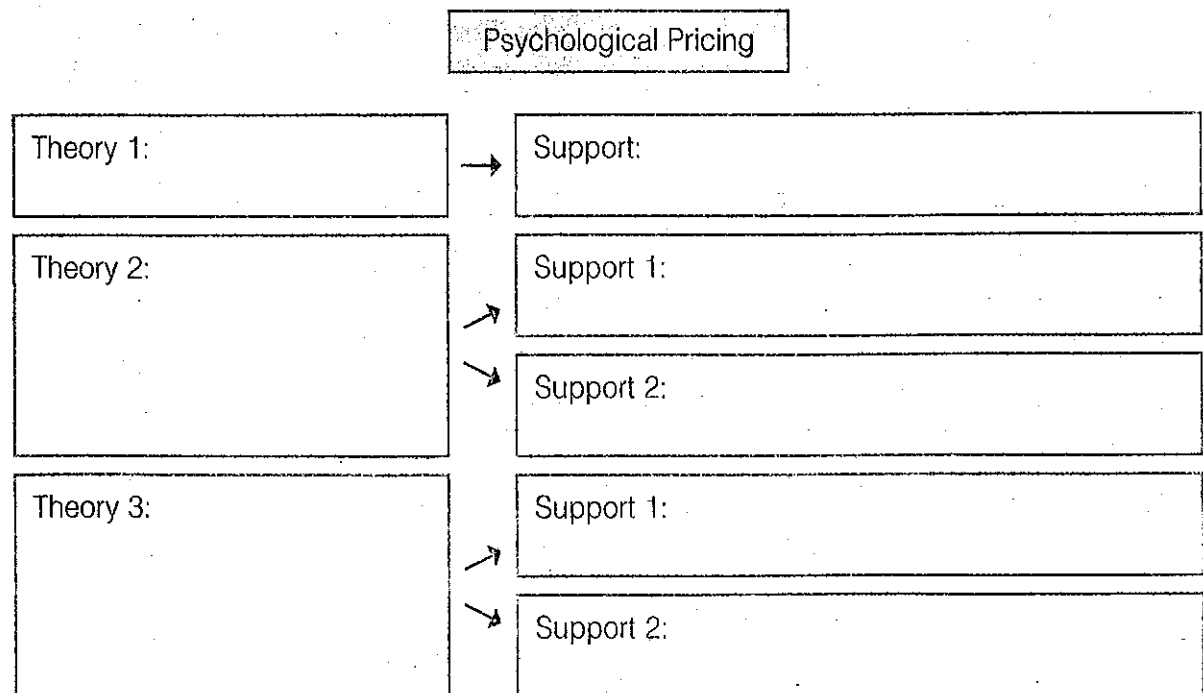 Psychological Pricing
Theory 1:
Support:
Theory 2:
Support 1:
Support 2:
Theory 3:
Support 1:
Support 2: